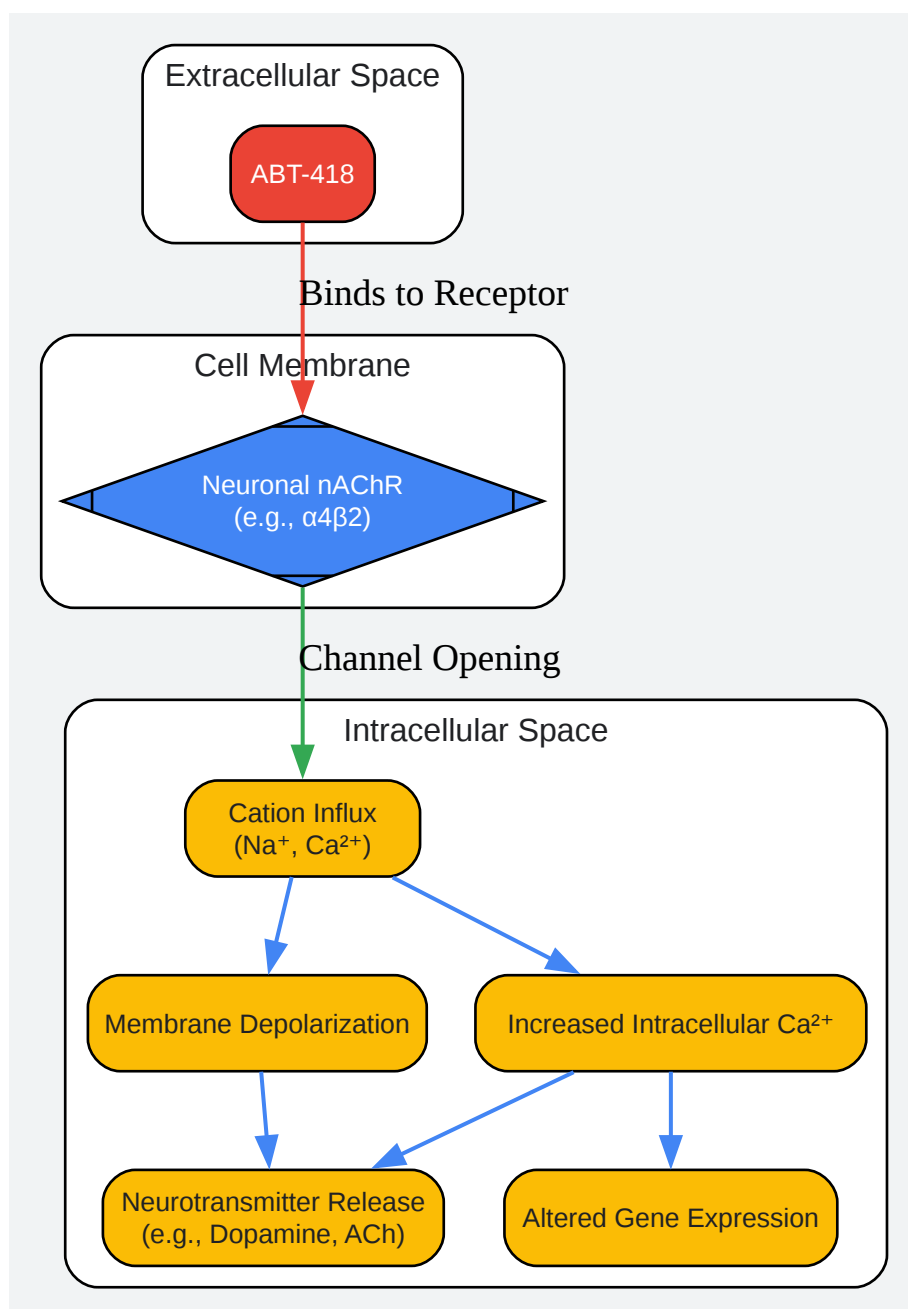 Extracellular Space
ABT-418
Binds to Receptor
Cell Membrane
Neuronal nAChR
(e.g., α4β2)
Channel Opening
Intracellular Space
Cation Influx
(Na⁺, Ca²⁺)
Membrane Depolarization
Increased Intracellular Ca²⁺
Neurotransmitter Release
(e.g., Dopamine, ACh)
Altered Gene Expression